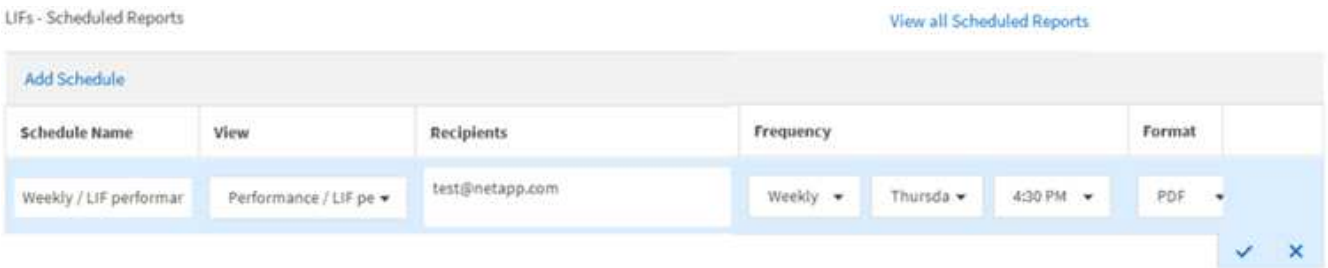 LIFs - Scheduled Reports View all Scheduled Reports
Add Schedule
Schedule Name View Recipients Frequency Format
Weekly / LIF performar Performance / LIF pe test@netapp.com Weekly Thursda 4:30 PM PDF